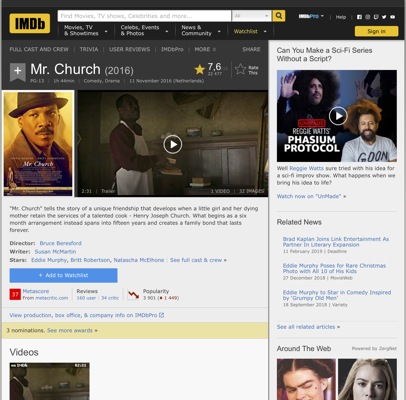 IMDb
Find Movies, TV shows, Celebrities and more...
All
IMDbPro
Help
Movies, TV
& Showtimes
Celebs, Events
& Photos
News &
Community
Watchlist
Sign in
FULL CAST AND CREW | TRIVIA | USER REVIEWS | IMDbPro | MORE
SHARE
Mr. Church (2016)
PG-13 | 1h 44min | Comedy, Drama | 11 November 2016 (Netherlands)
7,6
22 477
Rate
This
Mr. Church
2:31 | Trailer
1 VIDEO | 32 IMAGES
"Mr. Church" tells the story of a unique friendship that develops when a little girl and her dying
mother retain the services of a talented cook - Henry Joseph Church. What begins as a six
month arrangement instead spans into fifteen years and creates a family bond that lasts
forever.
Director: Bruce Beresford
Writer: Susan McMartin
Stars: Eddie Murphy, Britt Robertson, Natascha McElhone | See full cast & crew »
+ Add to Watchlist
37
Metascore
From metacritic.com
Reviews
160 user | 34 critic
Popularity
3 901 (1 449)
View production, box office, & company info on IMDbPro
3 nominations. See more awards »
Videos
Can You Make a Sci-Fi Series
Without a Script?
REGGIE WATTS'
PHASIUM
PROTOCOL
GOON
Well Reggie Watts sure tried with his idea for
a sci-fi improv show. What happens when we
bring his idea to life?
Watch now on "UnMade" »
Related News
Brad Kaplan Joins Link Entertainment As
Partner In Literary Expansion
11 February 2019 | Deadline
Eddie Murphy Poses for Rare Christmas
Photo with All 10 of His Kids
27 December 2018 | MovieWeb
Eddie Murphy to Star in Comedy Inspired
by 'Grumpy Old Men'
18 September 2018 | Variety
See all related articles »
Around The Web
Powered by ZergNet